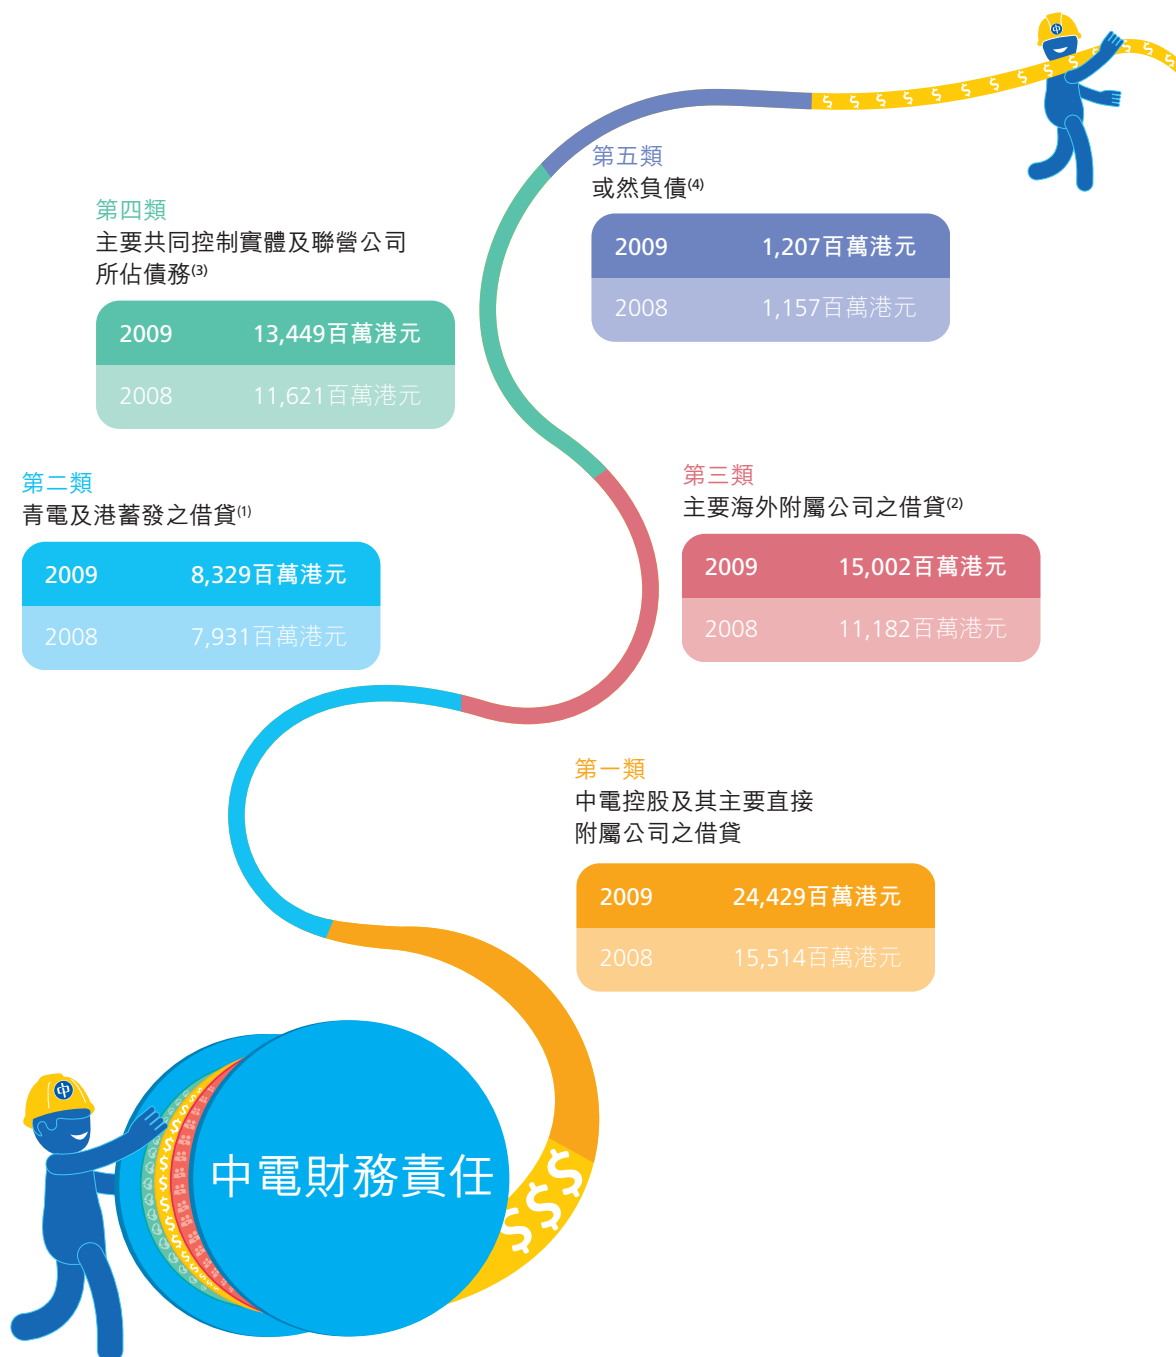 第五類
或然負債(4)
2009 1,207百萬港元
2008 1,157百萬港元
第四類
主要共同控制實體及聯營公司
所佔債務(3)
2009 13,449百萬港元
2008 11,621百萬港元
第三類
主要海外附屬公司之借貸(2)
2009 15,002百萬港元
2008 11,182百萬港元
第二類
青電及港蓄發之借貸(1)
2009 8,329百萬港元
2008 7,931百萬港元
第一類
中電控股及其主要直接
附屬公司之借貸
2009 24,429百萬港元
2008 15,514百萬港元
中電財務責任